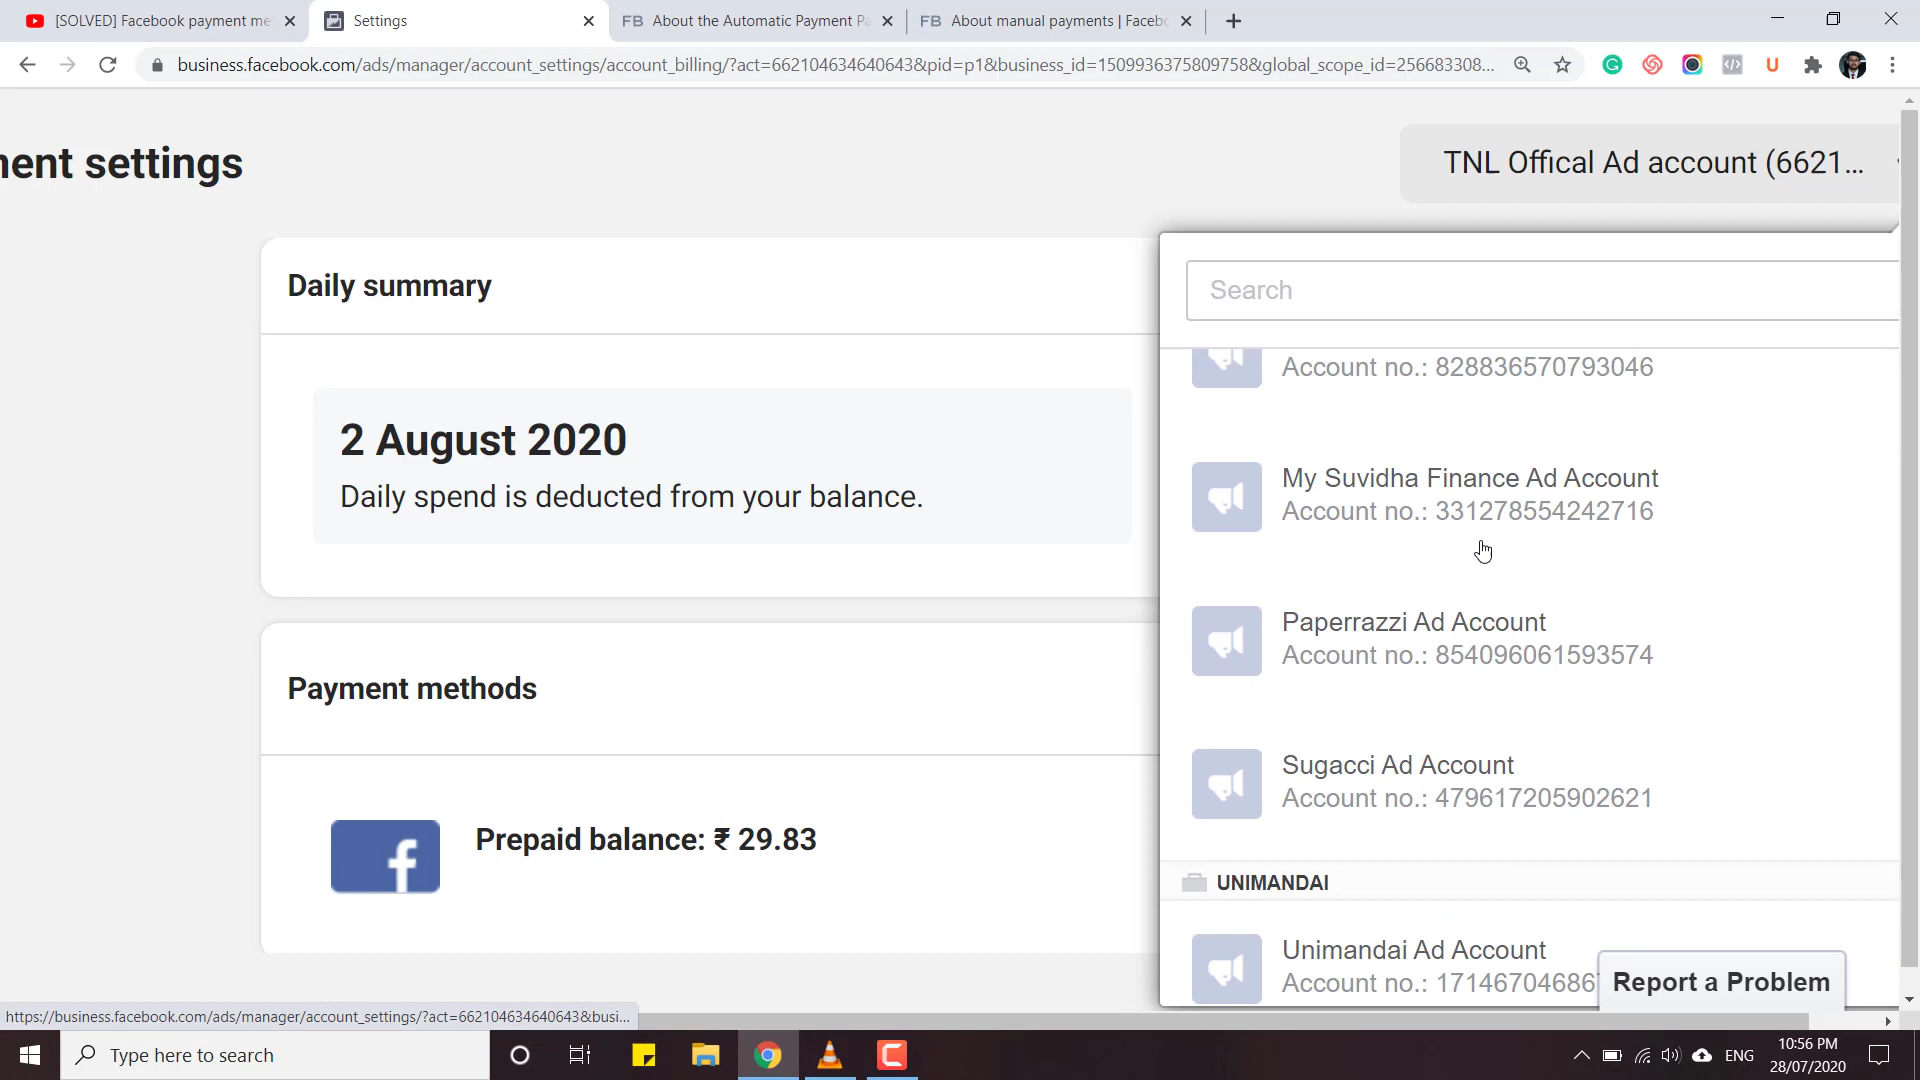 [SOLVED] Facebook payment me
Settings
FB About the Automatic Payment Pa
FB About manual payments | Facebo
business.facebook.com/ads/manager/account_settings/account_billing/?act=662104634640643&pid=p1&business_id=1509936375809758&global_scope_id=256683308...
nent settings
TNL Offical Ad account (6621...
Daily summary
Search
2 August 2020
Daily spend is deducted from your balance.
Account no.: 828836570793046
My Suvidha Finance Ad Account
Account no.: 331278554242716
Paperrazzi Ad Account
Account no.: 854096061593574
Payment methods
Sugacci Ad Account
Account no.: 479617205902621
Prepaid balance: ₹ 29.83
UNIMANDAI
Unimandai Ad Account
Account no.: 17146704686
Report a Problem
https://business.facebook.com/ads/manager/account_settings/?act=662104634640643&busi...
Type here to search
ENG
10:56 PM
28/07/2020